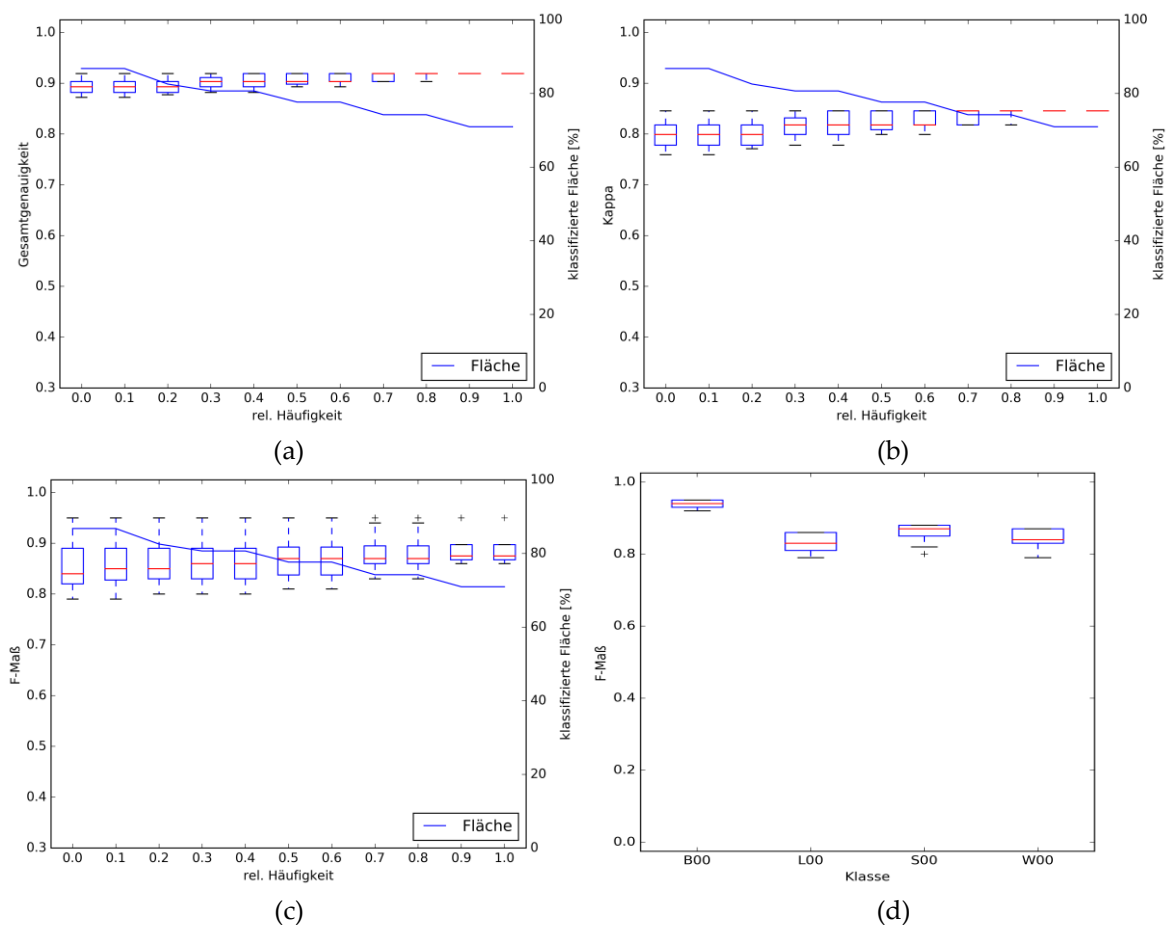 1.0
0.9
0.8
0.7
0.6
0.5
0.4
0.3
Gesamtgenauigkeit
100
80
60
40
20
0
klassifizierte Fläche [%]
Fläche
0.0 0.1 0.2 0.3 0.4 0.5 0.6 0.7 0.8 0.9 1.0
rel. Häufigkeit
(a)
1.0
0.9
0.8
0.7
0.6
0.5
0.4
0.3
Kappa
100
80
60
40
20
0
klassifizierte Fläche [%]
Fläche
0.0 0.1 0.2 0.3 0.4 0.5 0.6 0.7 0.8 0.9 1.0
rel. Häufigkeit
(b)
1.0
0.9
0.8
0.7
0.6
0.5
0.4
0.3
F-Maß
100
80
60
40
20
0
klassifizierte Fläche [%]
Fläche
0.0 0.1 0.2 0.3 0.4 0.5 0.6 0.7 0.8 0.9 1.0
rel. Häufigkeit
(c)
1.0
0.8
0.6
0.4
0.2
0.0
F-Maß
B00 L00 S00 W00
Klasse
(d)